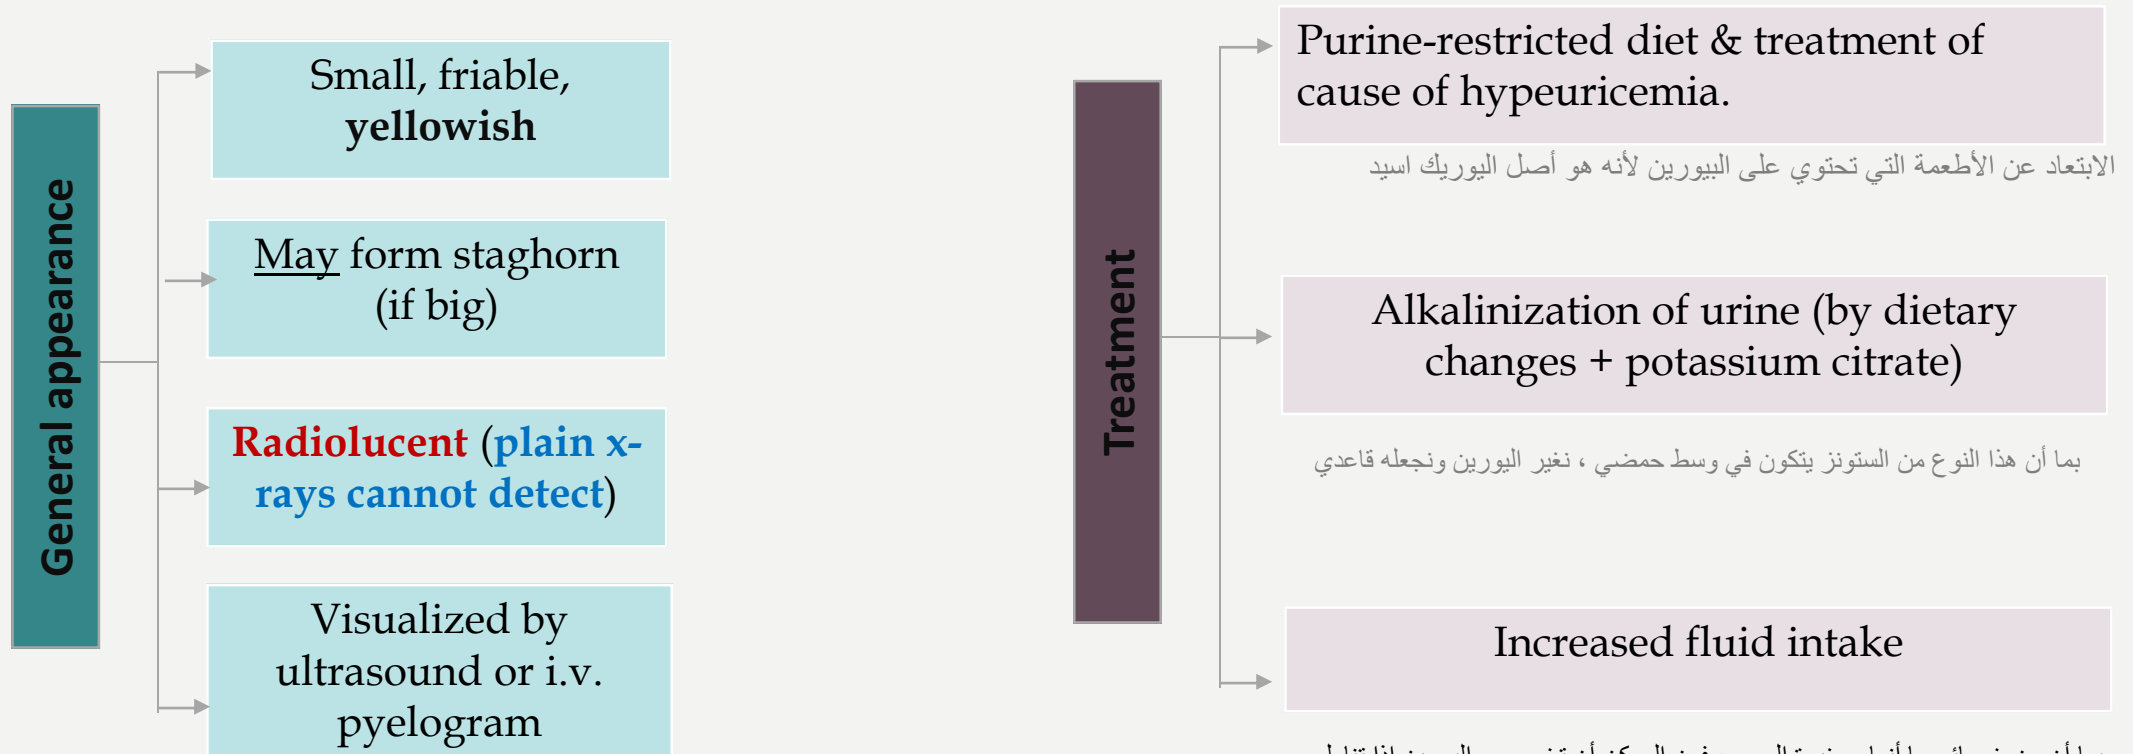 General appearance
Small, friable,
yellowish
May form staghorn
(if big)
Radiolucent (plain x-
rays cannot detect)
Visualized by
ultrasound or i.v.
pyelogram
Treatment
Purine-restricted diet & treatment of
cause of hypeuricemia.
الابتعاد عن الأطعمة التي تحتوي على البيورين لأنه هو أصل اليوريك اسيد
Alkalinization of urine (by dietary
changes + potassium citrate)
بما أن هذا النوع من الستونز يتكون في وسط حمضي ، نغير اليورين ونجعله قاعدي
Increased fluid intake